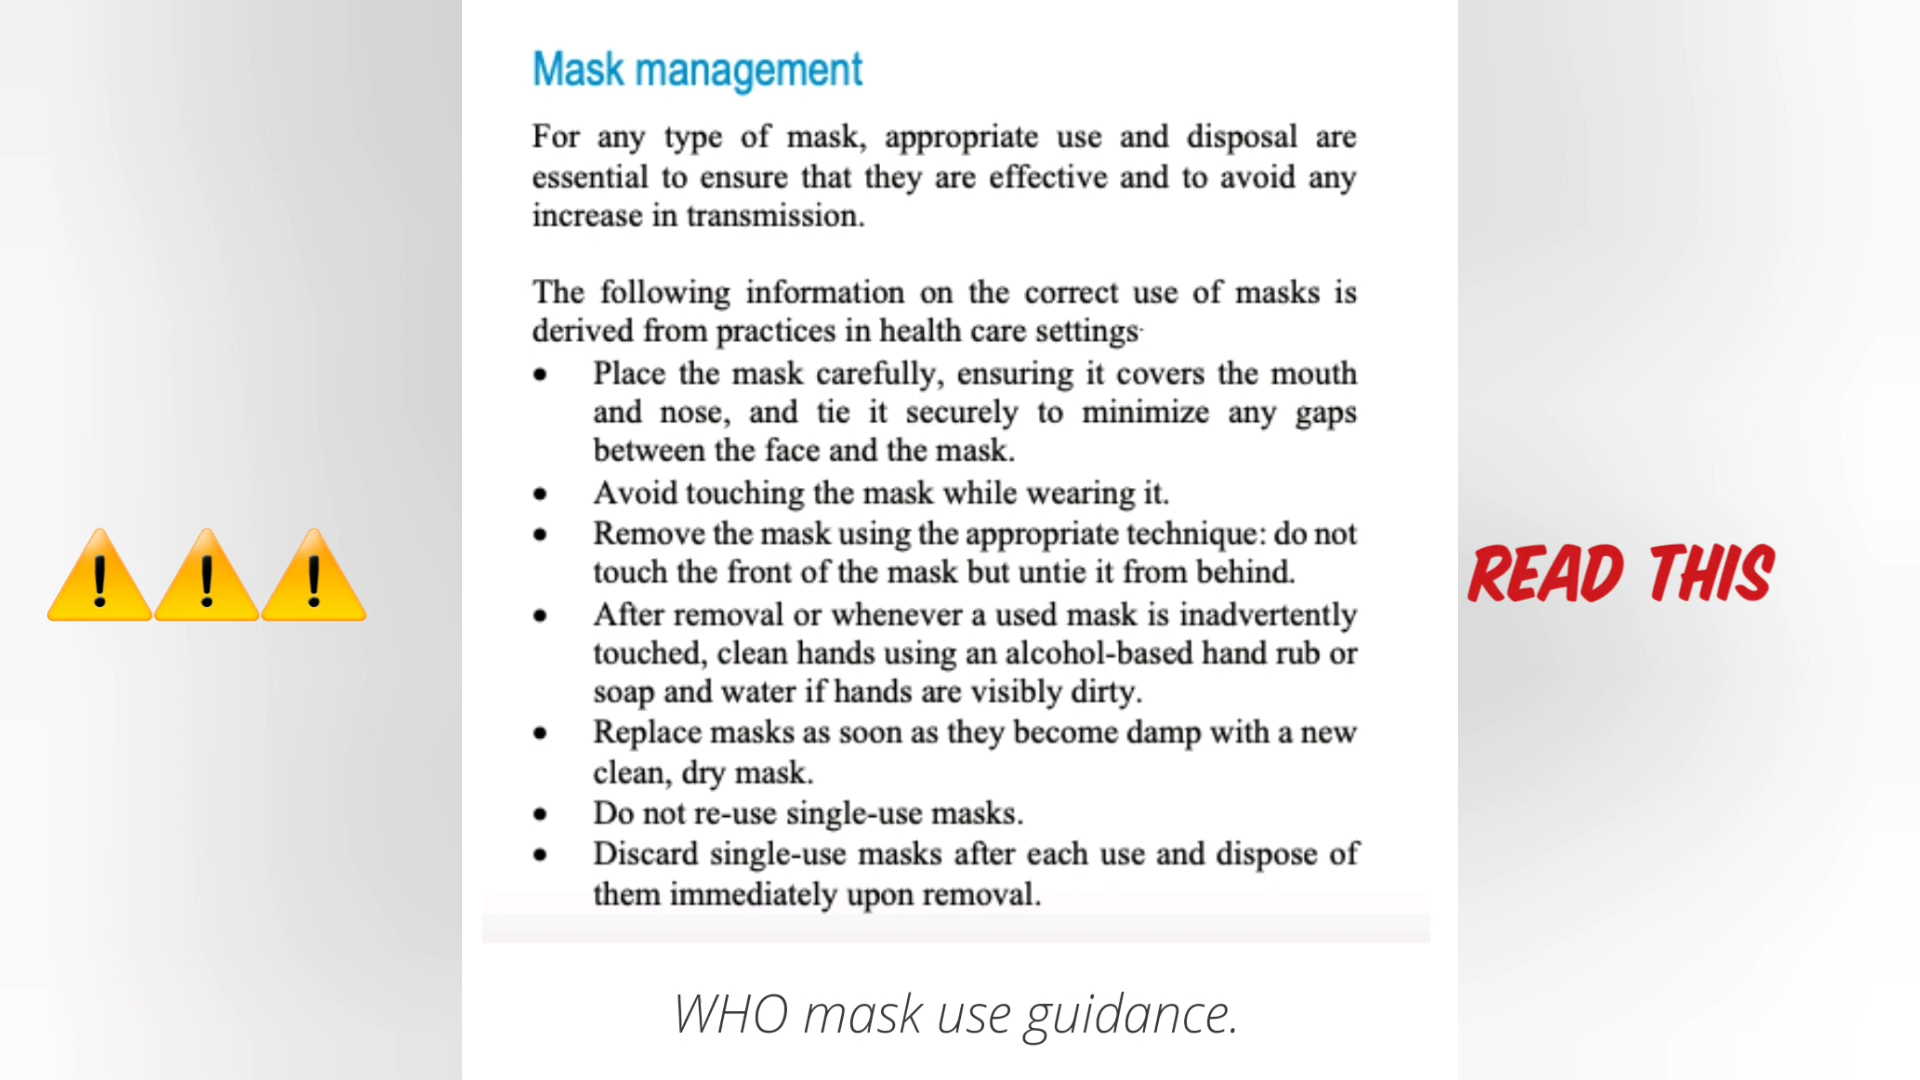 Mask management
For any type of mask, appropriate use and disposal are
essential to ensure that they are effective and to avoid any
increase in transmission.
The following information on the correct use of masks is
derived from practices in health care settings
• Place the mask carefully, ensuring it covers the mouth
and nose, and tie it securely to minimize any gaps
between the face and the mask.
• Avoid touching the mask while wearing it.
• Remove the mask using the appropriate technique: do not
touch the front of the mask but untie it from behind.
• After removal or whenever a used mask is inadvertently
touched, clean hands using an alcohol-based hand rub or
soap and water if hands are visibly dirty.
• Replace masks as soon as they become damp with a new
clean, dry mask.
• Do not re-use single-use masks.
• Discard single-use masks after each use and dispose of
them immediately upon removal.
READ THIS
WHO mask use guidance.